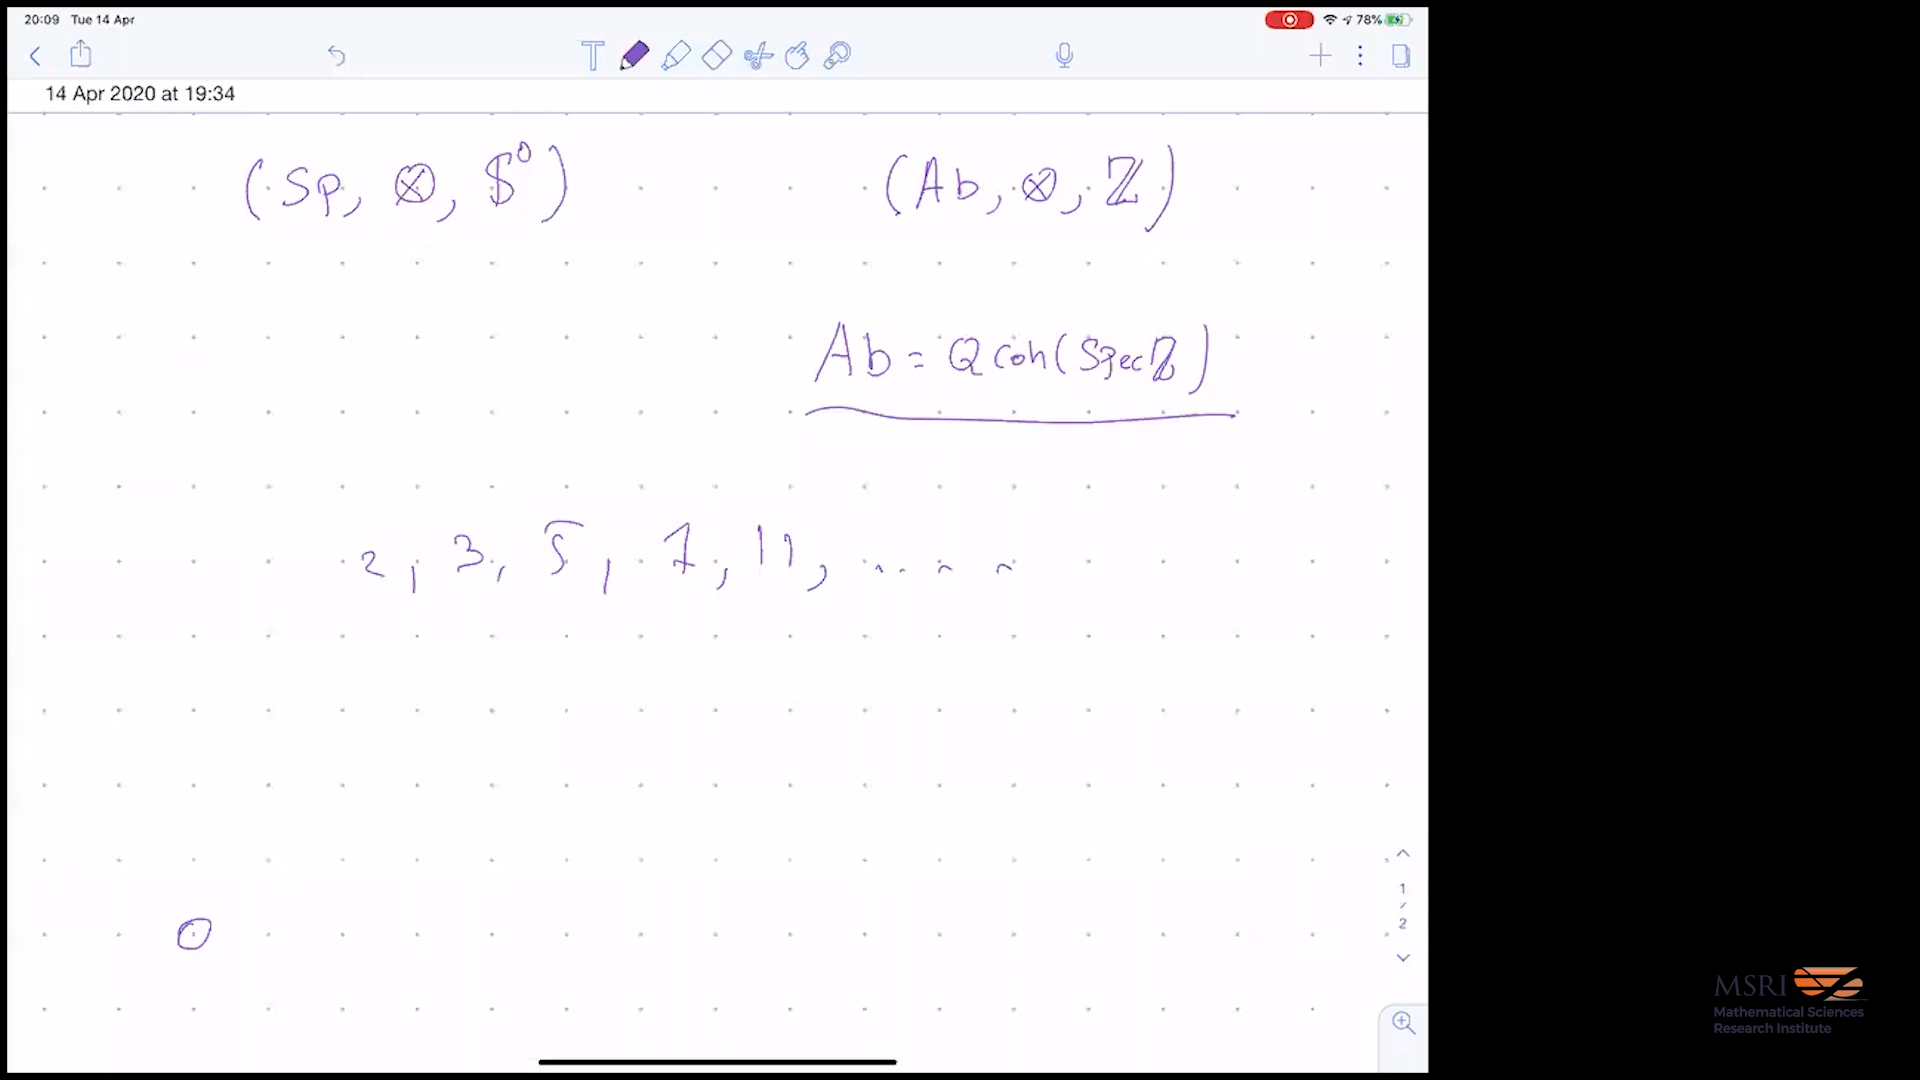 20:09 Tue 14 Apr
78%
T
14 Apr 2020 at 19:34
(Sp, ⊗, $⁰) (Ab, ⊗, ℤ)
Ab = Qcoh(Specℤ)
2, 3, 5, 7, 11, ....
1
/
2
0
MSRI
Mathematical Sciences
Research Institute